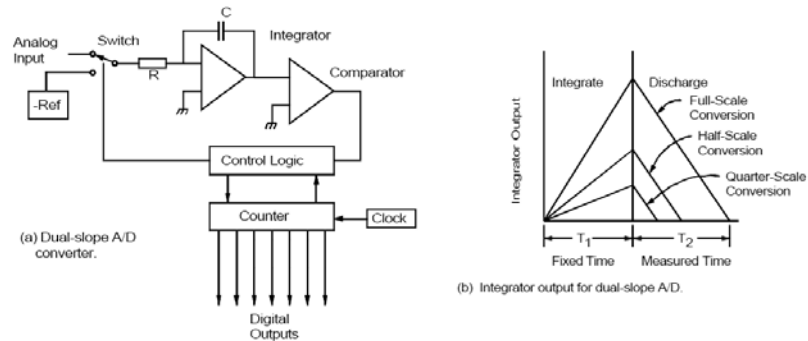 Analog
Input
Switch
C
Integrator
R
-Ref
Comparator
Control Logic
Counter
Clock
(a) Dual-slope A/D
converter.
Digital
Outputs
Integrator Output
Integrate
Discharge
Full-Scale
Conversion
Half-Scale
Conversion
Quarter-Scale
Conversion
T1
T2
Fixed Time
Measured Time
(b) Integrator output for dual-slope A/D.